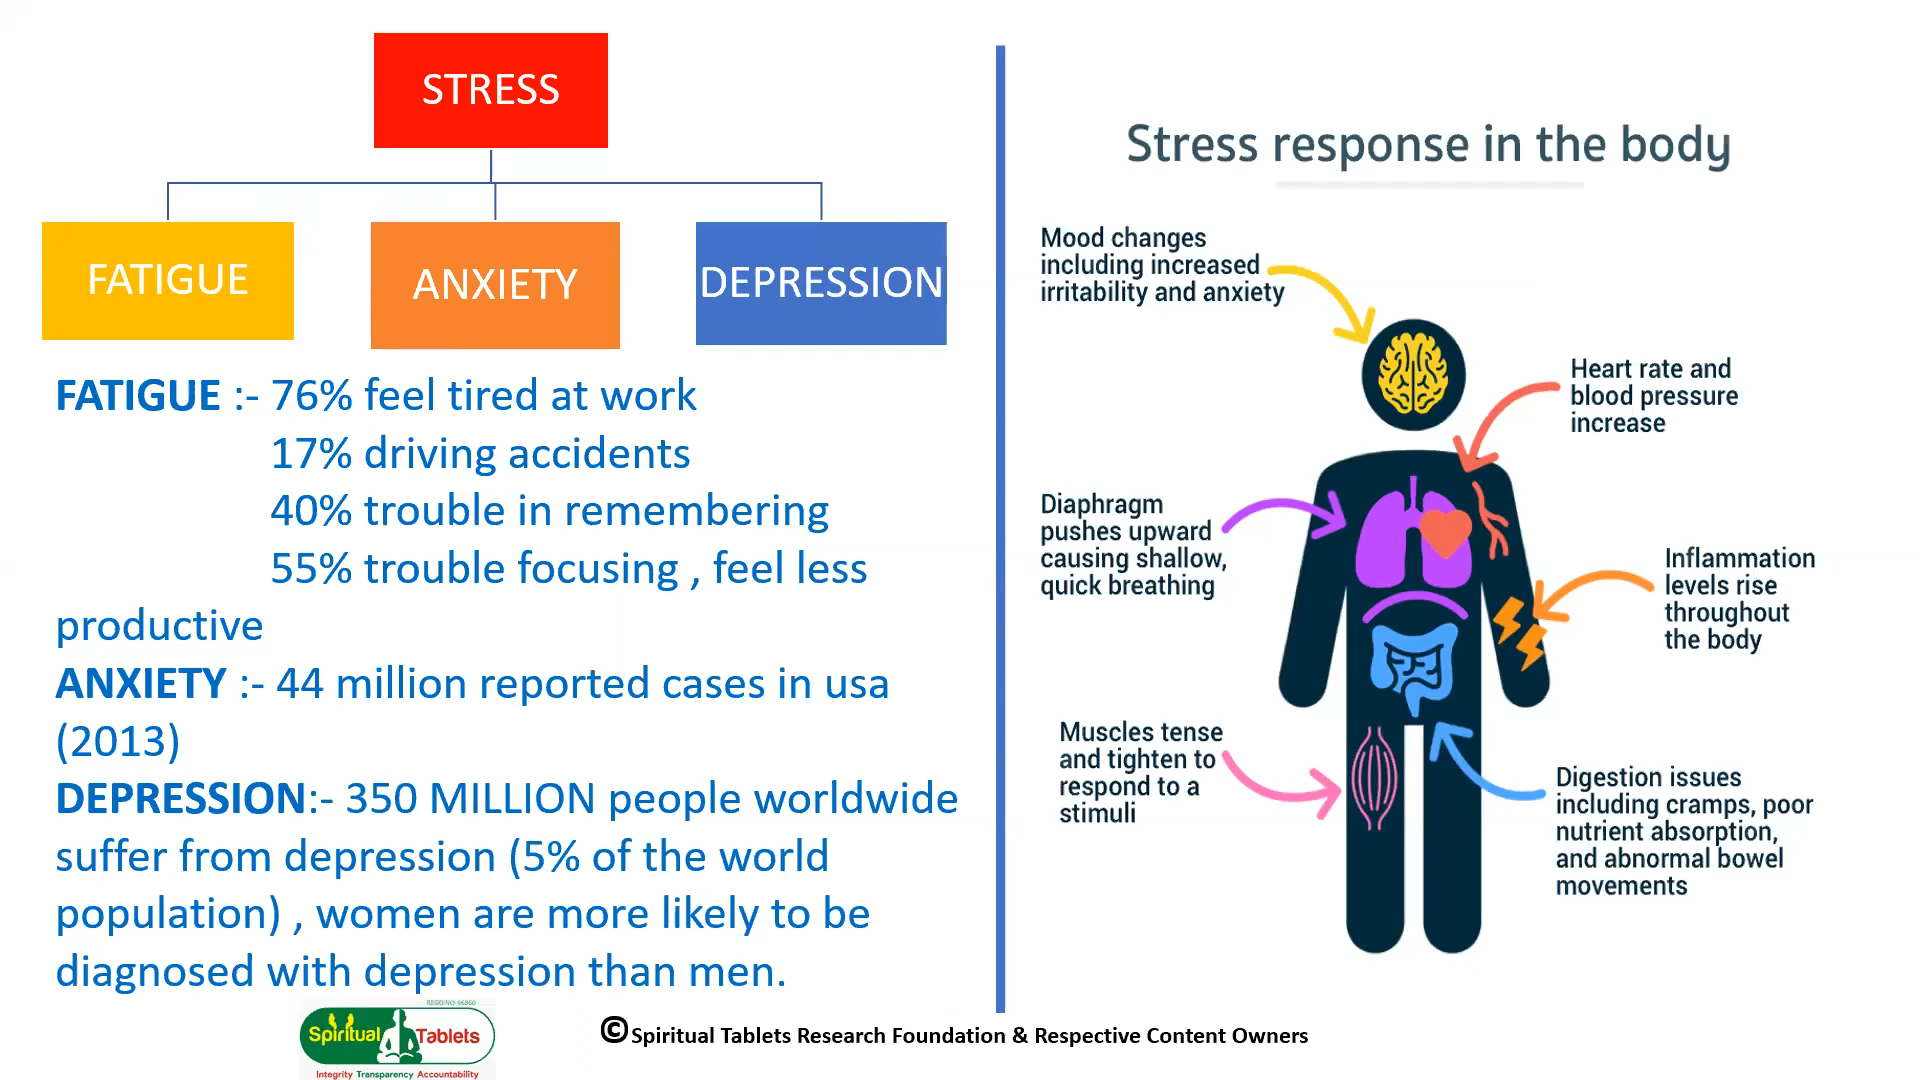 STRESS
FATIGUE
ANXIETY
DEPRESSION
FATIGUE :- 76% feel tired at work
17% driving accidents
40% trouble in remembering
55% trouble focusing , feel less
productive
ANXIETY :- 44 million reported cases in usa
(2013)
DEPRESSION:- 350 MILLION people worldwide
suffer from depression (5% of the world
population) , women are more likely to be
diagnosed with depression than men.
Stress response in the body
Mood changes
including increased
irritability and anxiety
Heart rate and
blood pressure
increase
Diaphragm
pushes upward
causing shallow,
quick breathing
Inflammation
levels rise
throughout
the body
Muscles tense
and tighten to
respond to a
stimuli
Digestion issues
including cramps, poor
nutrient absorption,
and abnormal bowel
movements
Spiritual Tablets
Integrity Transparency Accountability
©Spiritual Tablets Research Foundation & Respective Content Owners